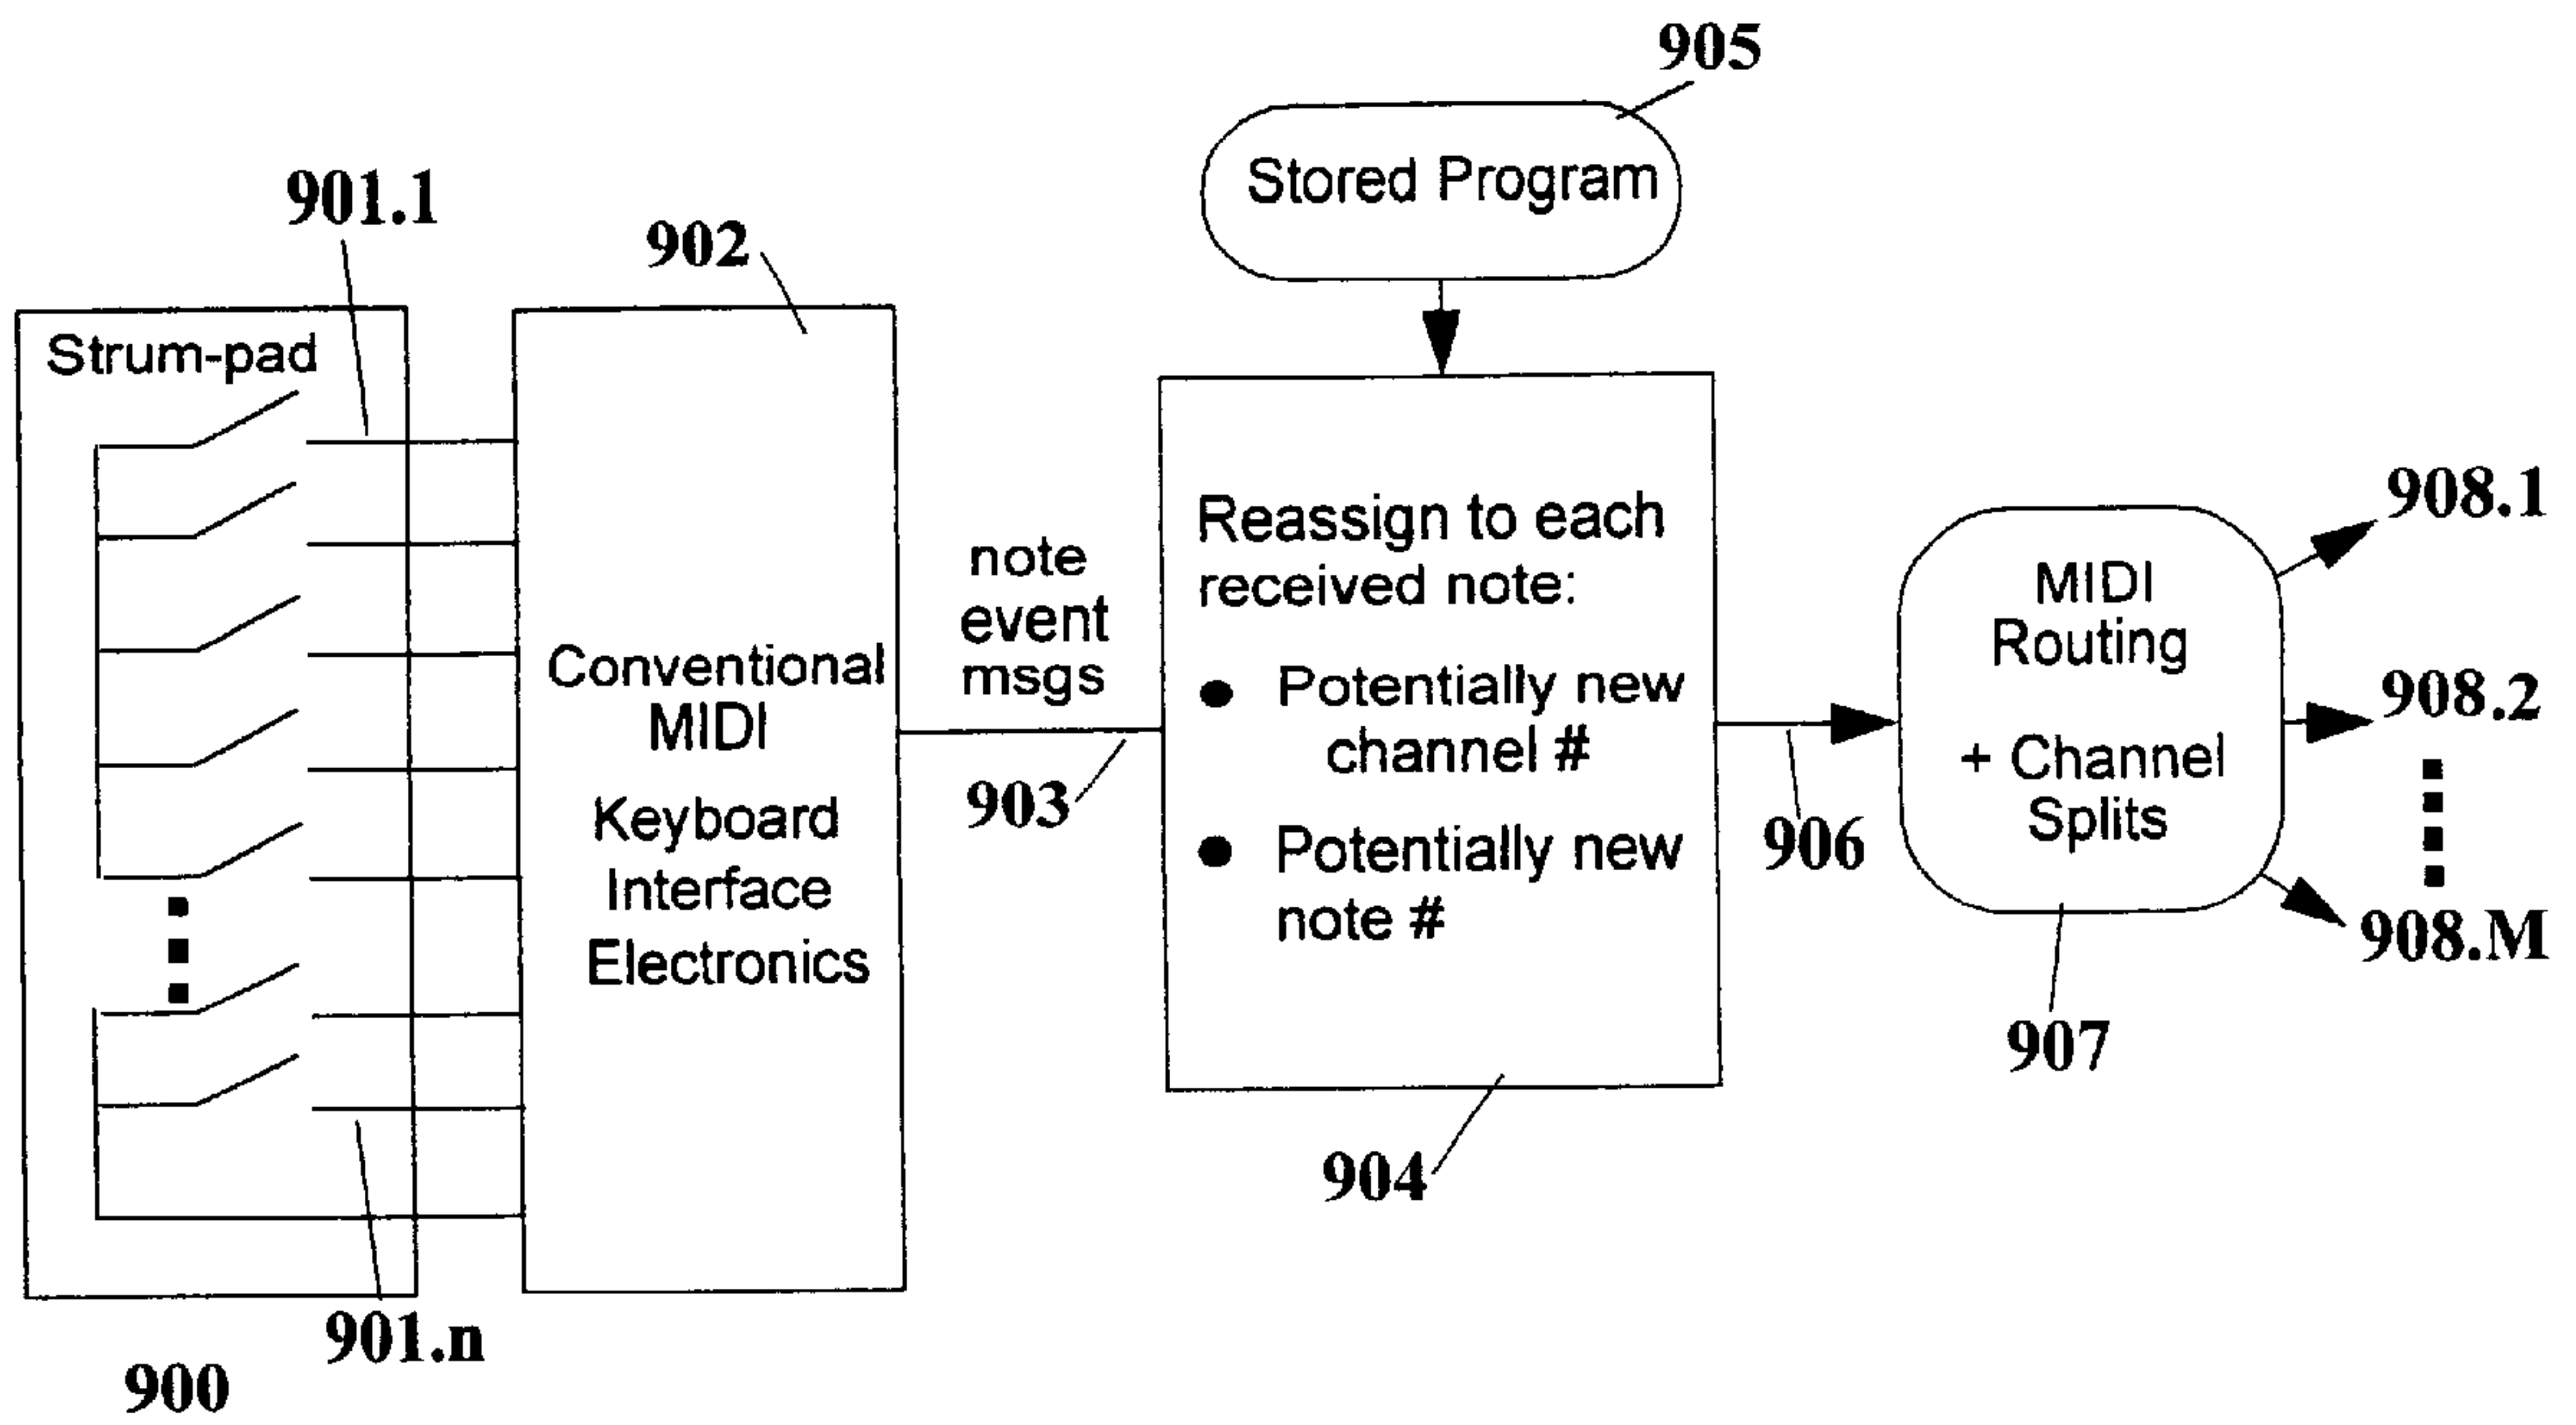 905
Stored Program
901.1
902
Strum-pad
Conventional
MIDI
Keyboard
Interface
Electronics
note
event
msgs
903
Reassign to each
received note:
● Potentially new
channel #
● Potentially new
note #
904
906
MIDI
Routing
+ Channel
Splits
907
908.1
908.2
908.M
901.n
900